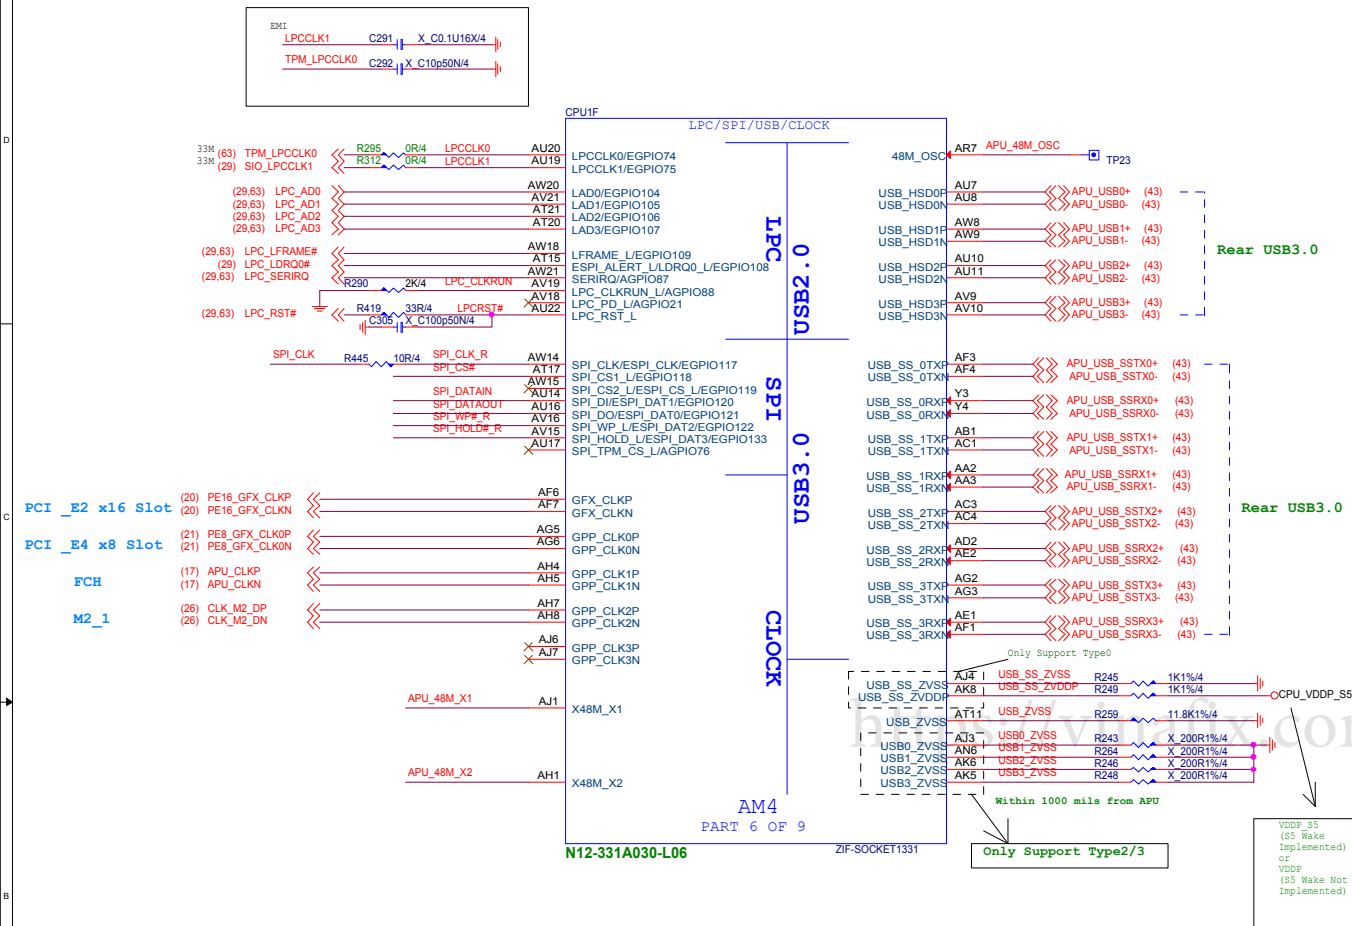 EMI
LPCCLK1 C291 X_C0.1U16X/4
TPM_LPCCLK0 C292 X_C10p50N/4
CPU1F
LPC/SPI/USB/CLOCK
33M (63) TPM_LPCCLK0 R295 0R/4 LPCCLK0 AU20 LPCCLK0/EGPIO74
33M (29) SIO_LPCCLK1 R312 0R/4 LPCCLK1 AU19 LPCCLK1/EGPIO75
(29,63) LPC_AD0 AW20 LAD0/EGPIO104
(29,63) LPC_AD1 AV21 LAD1/EGPIO105
(29,63) LPC_AD2 AT21 LAD2/EGPIO106
(29,63) LPC_AD3 AT20 LAD3/EGPIO107
(29,63) LPC_LFRAME# AW18 LFRAME_L/EGPIO109
(29) LPC_LDRQ0# AT15 ESPI_ALERT_L/LDRQ0_L/EGPIO108
(29,63) LPC_SERIRQ AW21 SERIRQ/AGPIO87
R290 2K/4 LPC_CLKRUN AV19 LPC_CLKRUN_L/AGPIO88
AV18 LPC_PD_L/AGPIO21
(29,63) LPC_RST# R419 33R/4 LPCRST# AU22 LPC_RST_L
C305 X_C100p50N/4
SPI_CLK R445 10R/4 SPI_CLK_R AW14 SPI_CLK/ESPI_CLK/EGPIO117
SPI_CS# AT17 SPI_CS1_L/EGPIO118
AW15 SPI_CS2_L/ESPI_CS_L/EGPIO119
SPI_DATAIN AU14 SPI_DI/ESPI_DAT1/EGPIO120
SPI_DATAOUT AU16 SPI_DO/ESPI_DAT0/EGPIO121
SPI_WP#_R AV16 SPI_WP_L/ESPI_DAT2/EGPIO122
SPI_HOLD#_R AV15 SPI_HOLD_L/ESPI_DAT3/EGPIO133
AU17 SPI_TPM_CS_L/AGPIO76
PCI _E2 x16 Slot
(20) PE16_GFX_CLKP AF6 GFX_CLKP
(20) PE16_GFX_CLKN AF7 GFX_CLKN
PCI _E4 x8 Slot
(21) PE8_GFX_CLK0P AG5 GPP_CLK0P
(21) PE8_GFX_CLK0N AG6 GPP_CLK0N
FCH
(17) APU_CLKP AH4 GPP_CLK1P
(17) APU_CLKN AH5 GPP_CLK1N
M2_1
(26) CLK_M2_DP AH7 GPP_CLK2P
(26) CLK_M2_DN AH8 GPP_CLK2N
AJ6 GPP_CLK3P
AJ7 GPP_CLK3N
APU_48M_X1 AJ1 X48M_X1
APU_48M_X2 AH1 X48M_X2
LPC
USB2.0
SPI
USB3.0
CLOCK
AM4
PART 6 OF 9
N12-331A030-L06
ZIF-SOCKET1331
48M_OSC AR7 APU_48M_OSC TP23
USB_HSD0P AU7 APU_USB0+ (43)
USB_HSD0N AU8 APU_USB0- (43)
USB_HSD1P AW8 APU_USB1+ (43)
USB_HSD1N AW9 APU_USB1- (43)
Rear USB3.0
USB_HSD2P AU10 APU_USB2+ (43)
USB_HSD2N AU11 APU_USB2- (43)
USB_HSD3P AV9 APU_USB3+ (43)
USB_HSD3N AV10 APU_USB3- (43)
USB_SS_0TXP AF3 APU_USB_SSTX0+ (43)
USB_SS_0TXN AF4 APU_USB_SSTX0- (43)
USB_SS_0RXP Y3 APU_USB_SSRX0+ (43)
USB_SS_0RXN Y4 APU_USB_SSRX0- (43)
USB_SS_1TXP AB1 APU_USB_SSTX1+ (43)
USB_SS_1TXN AC1 APU_USB_SSTX1- (43)
USB_SS_1RXP AA2 APU_USB_SSRX1+ (43)
USB_SS_1RXN AA3 APU_USB_SSRX1- (43)
Rear USB3.0
USB_SS_2TXP AC3 APU_USB_SSTX2+ (43)
USB_SS_2TXN AC4 APU_USB_SSTX2- (43)
USB_SS_2RXP AD2 APU_USB_SSRX2+ (43)
USB_SS_2RXN AE2 APU_USB_SSRX2- (43)
USB_SS_3TXP AG2 APU_USB_SSTX3+ (43)
USB_SS_3TXN AG3 APU_USB_SSTX3- (43)
USB_SS_3RXP AE1 APU_USB_SSRX3+ (43)
USB_SS_3RXN AF1 APU_USB_SSRX3- (43)
Only Support Type0
USB_SS_ZVSS AJ4 USB_SS_ZVSS R245 1K1%/4
USB_SS_ZVDDP AK8 USB_SS_ZVDDP R249 1K1%/4 CPU_VDDP_S5
USB_ZVSS AT11 USB_ZVSS R259 11.8K1%/4
USB0_ZVSS AJ3 USB0_ZVSS R243 X_200R1%/4
USB1_ZVSS AN6 USB1_ZVSS R264 X_200R1%/4
USB2_ZVSS AK6 USB2_ZVSS R246 X_200R1%/4
USB3_ZVSS AK5 USB3_ZVSS R248 X_200R1%/4
Within 1000 mils from APU
Only Support Type2/3
VDDP_S5
(S5 Wake
Implemented)
or
VDDP
(S5 Wake Not
Implemented)
D
C
B